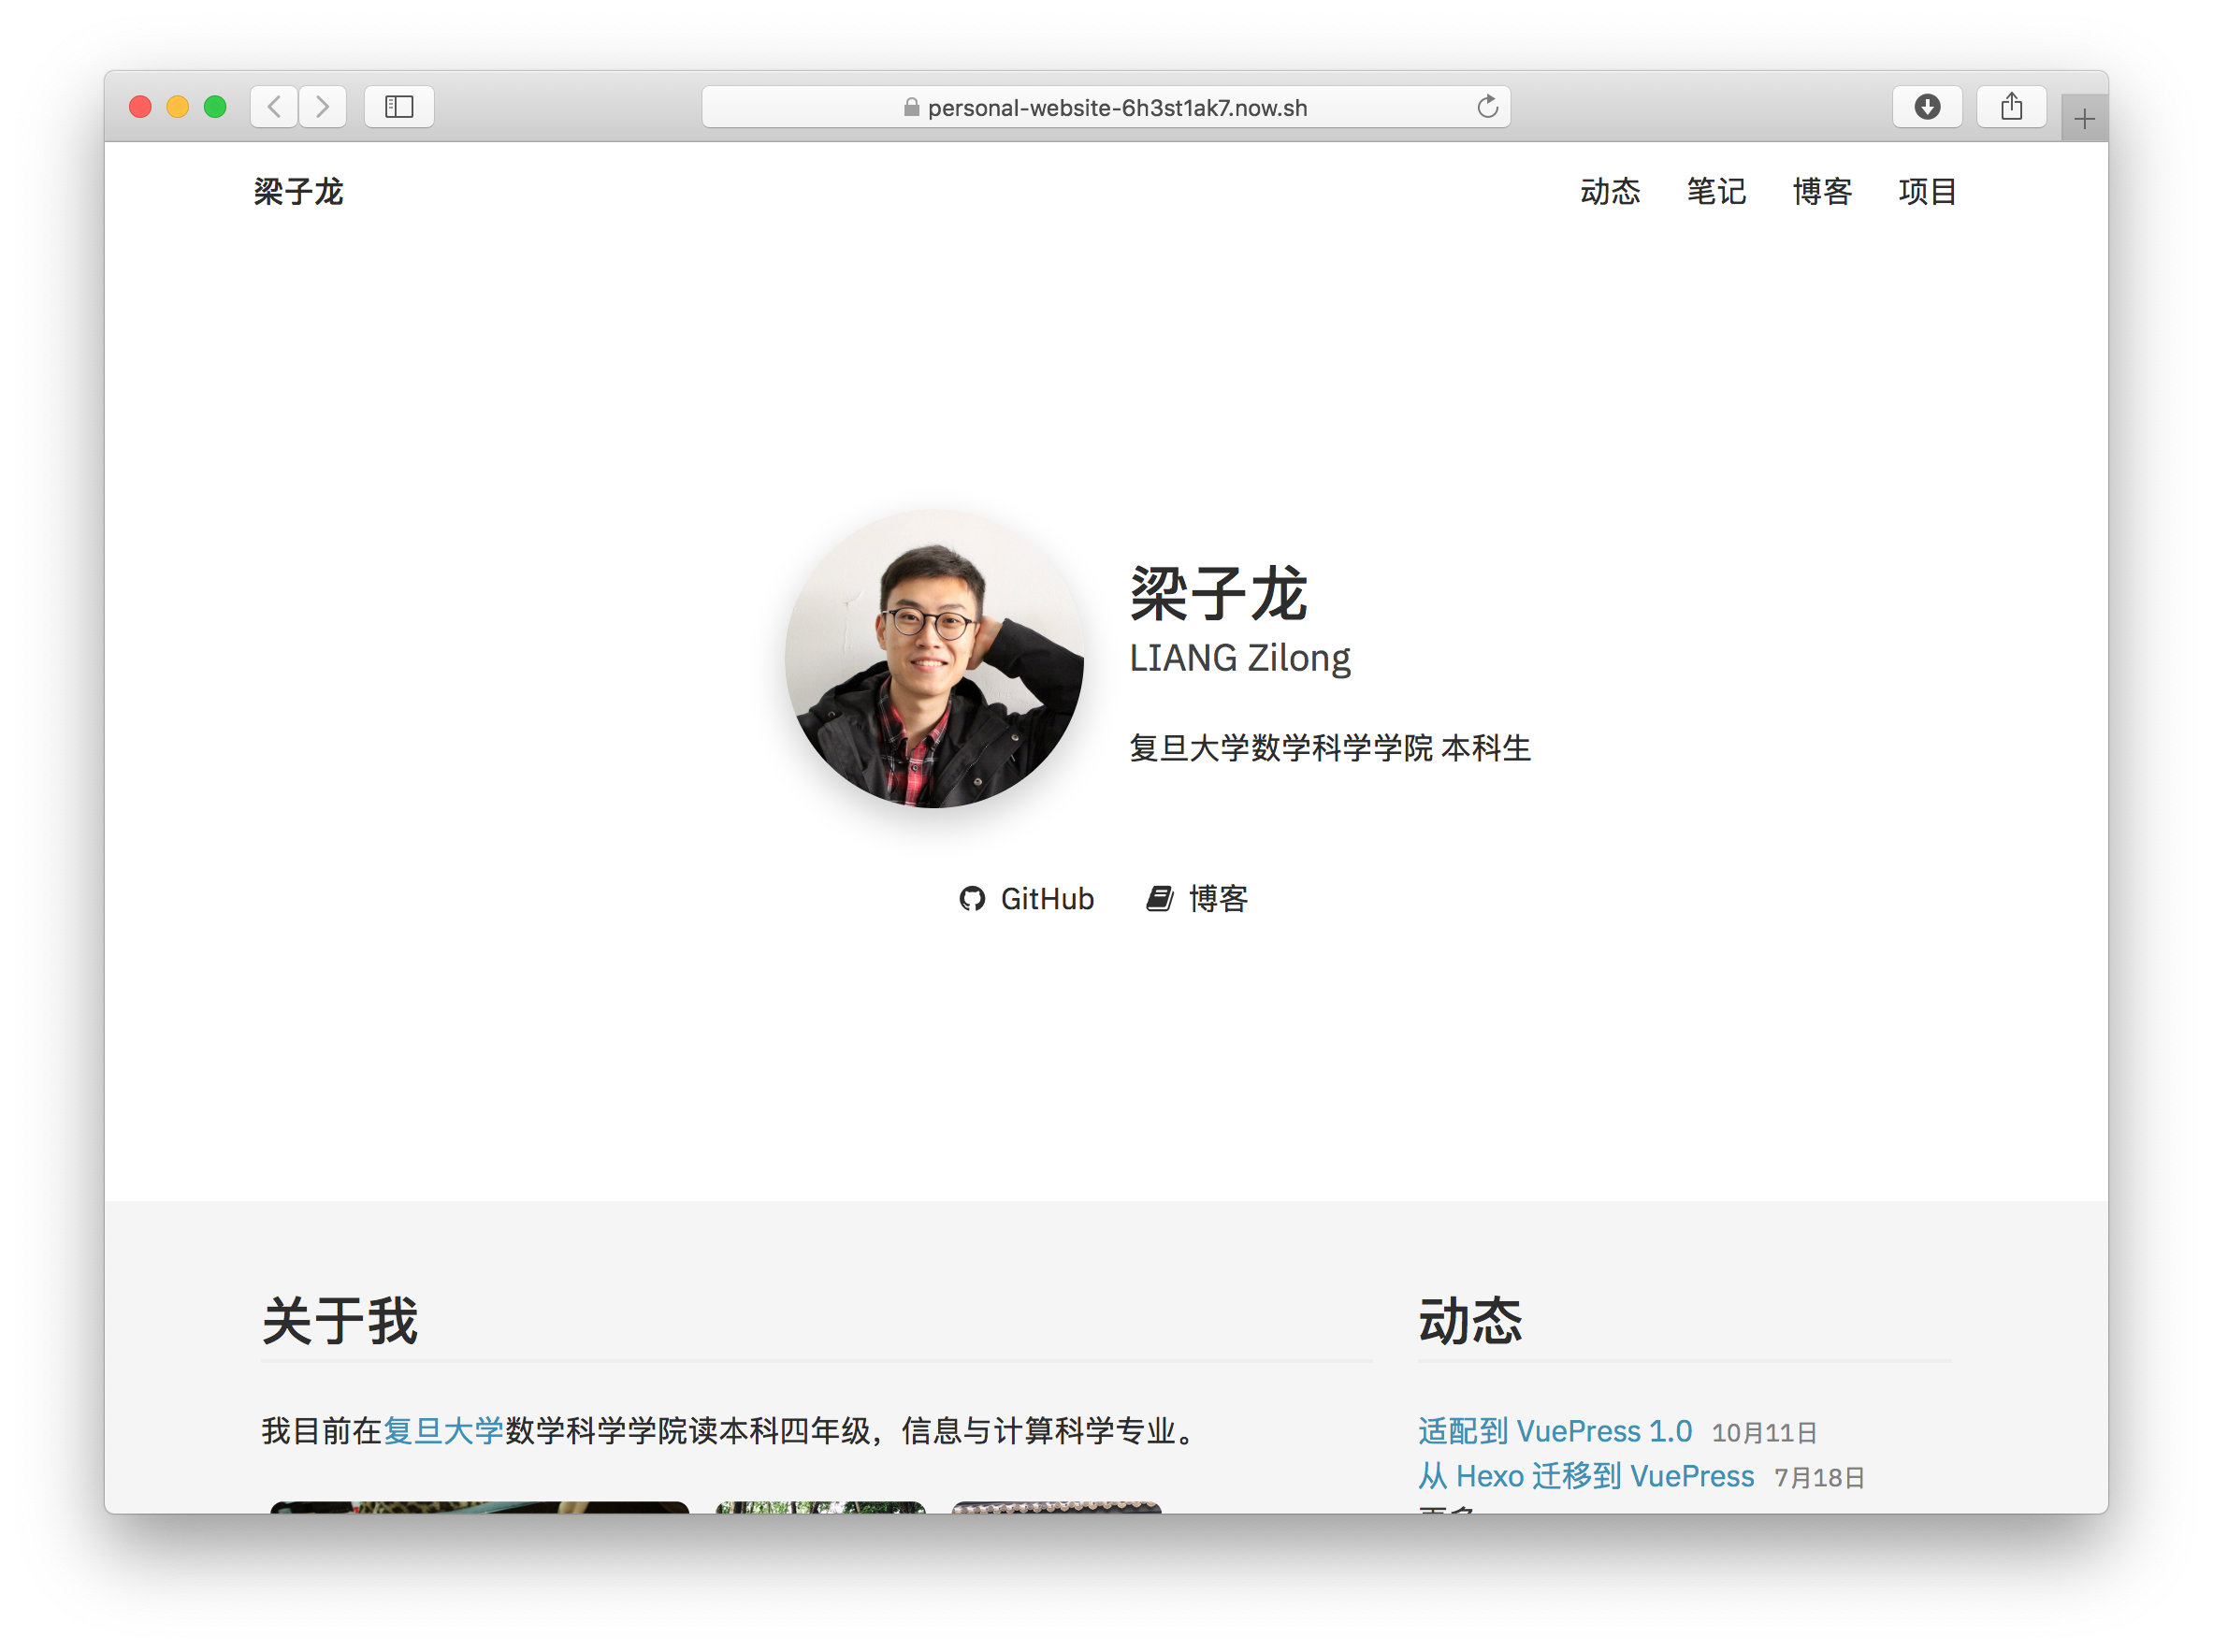 personal-website-6h3st1ak7.now.sh
梁子龙
动态 笔记 博客 项目
梁子龙
LIANG Zilong
复旦大学数学科学学院 本科生
GitHub 博客
关于我
我目前在复旦大学数学科学学院读本科四年级，信息与计算科学专业。
动态
适配到 VuePress 1.0 10月11日
从 Hexo 迁移到 VuePress 7月18日